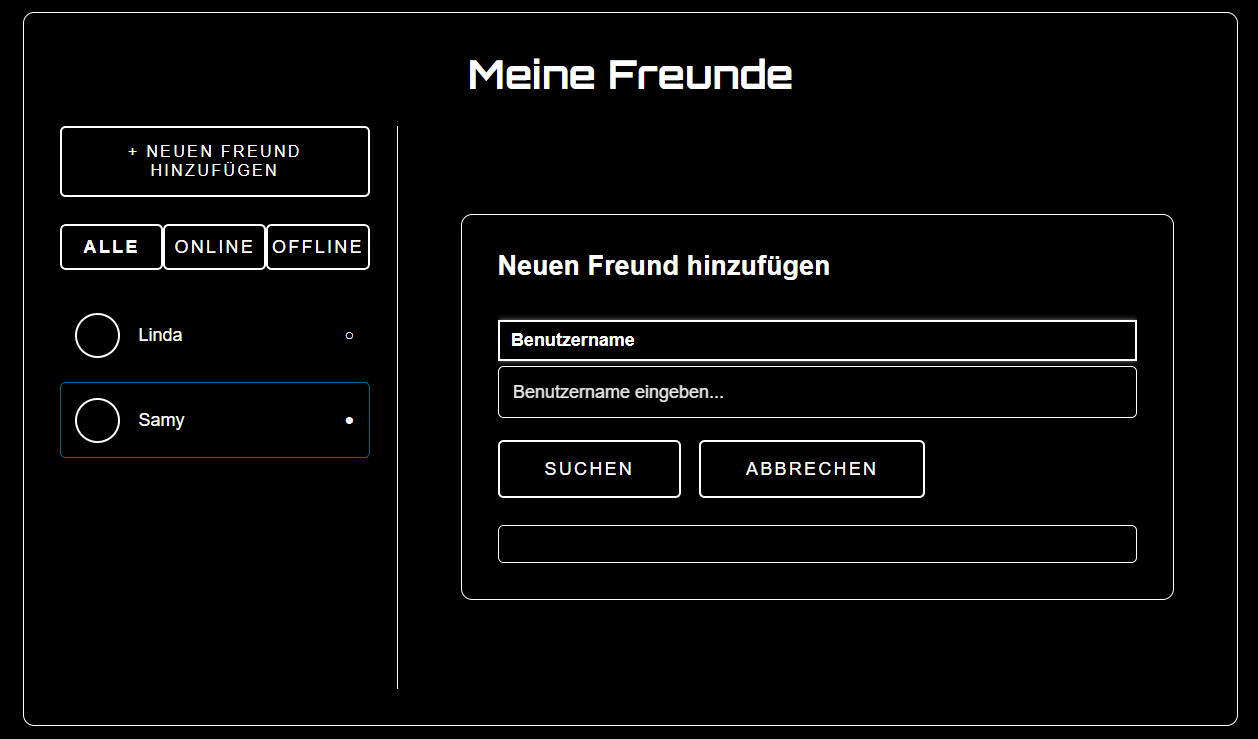 Meine Freunde
+ NEUEN FREUND
HINZUFÜGEN
ALLE ONLINE OFFLINE
Linda
Samy
Neuen Freund hinzufügen
Benutzername
Benutzername eingeben...
SUCHEN ABBRECHEN